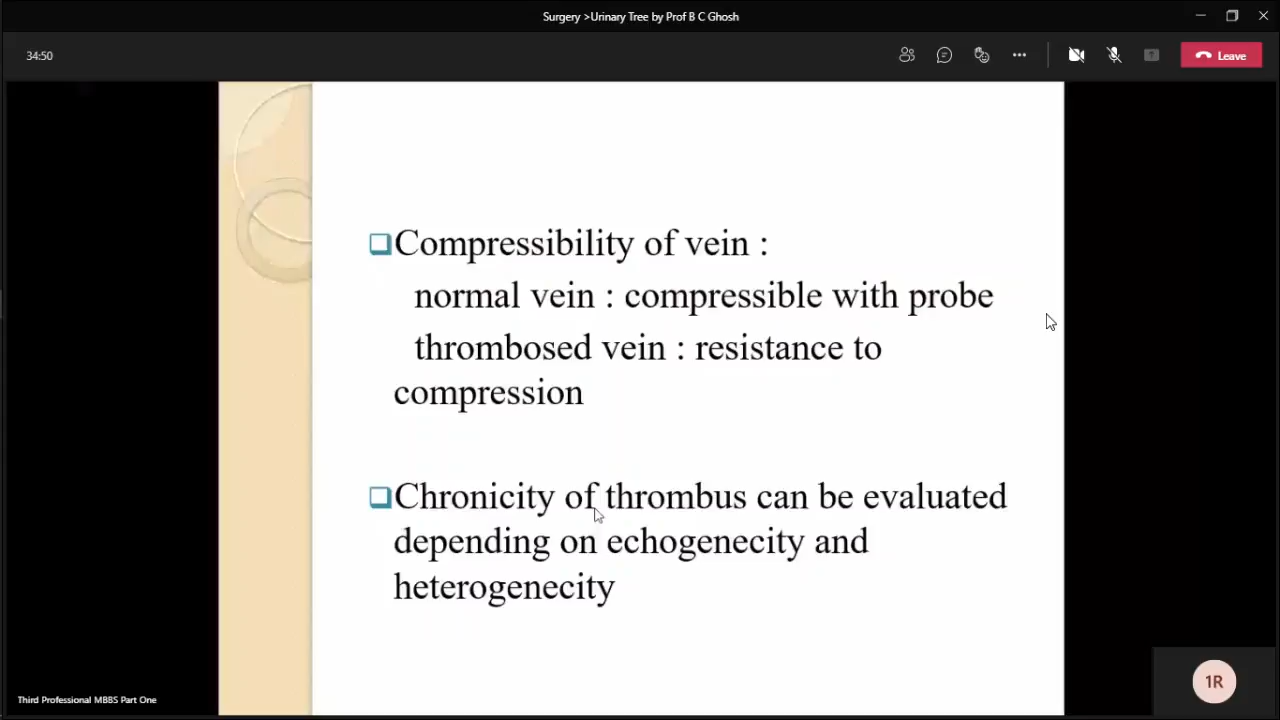 Surgery >Urinary Tree by Prof B C Ghosh
34:50
Leave
Compressibility of vein :
normal vein : compressible with probe
thrombosed vein : resistance to
compression
Chronicity of thrombus can be evaluated
depending on echogenecity and
heterogenecity
Third Professional MBBS Part One
1R